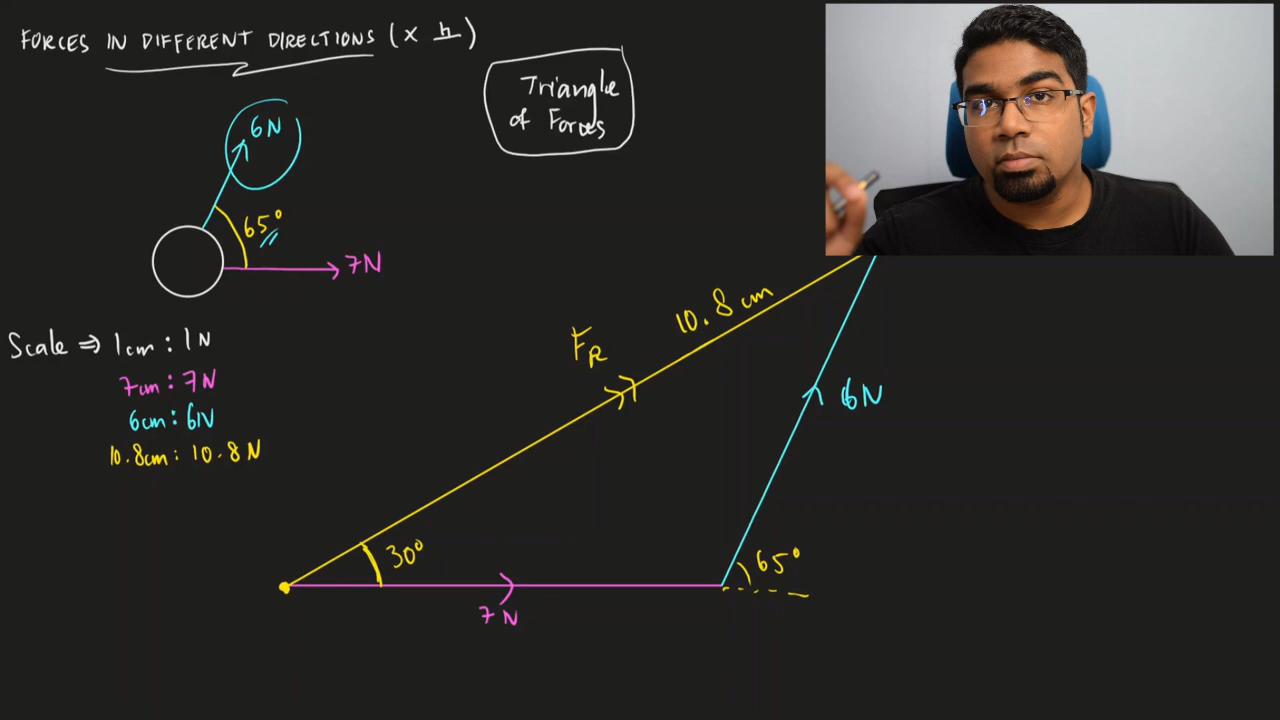 FORCES IN DIFFERENT DIRECTIONS (X h)
Triangle
of Forces
6N
65°
7N
Scale ⇒ 1cm : 1N
7cm : 7N
6cm : 6N
10.8cm : 10.8N
F_R
10.8 cm
6N
30°
65°
7N